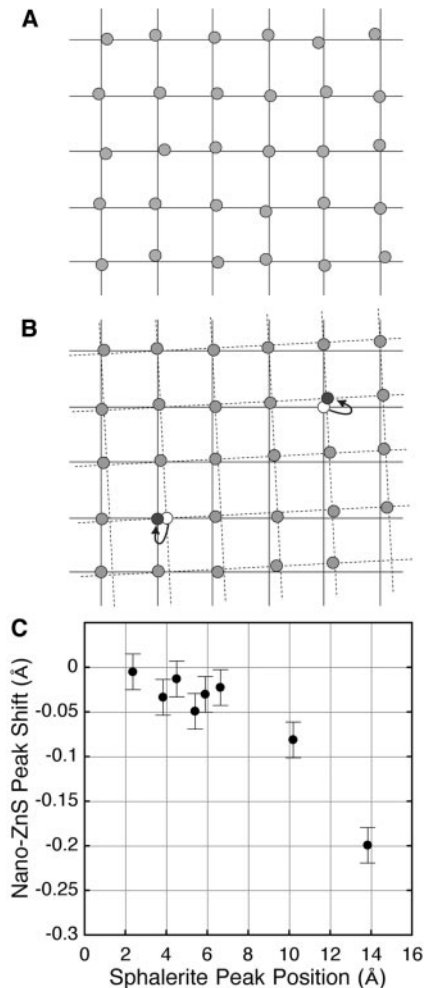 A
B
C
0
-0.05
-0.1
-0.15
-0.2
-0.25
-0.3
Nano-ZnS Peak Shift (Å)
0 2 4 6 8 10 12 14 16
Sphalerite Peak Position (Å)